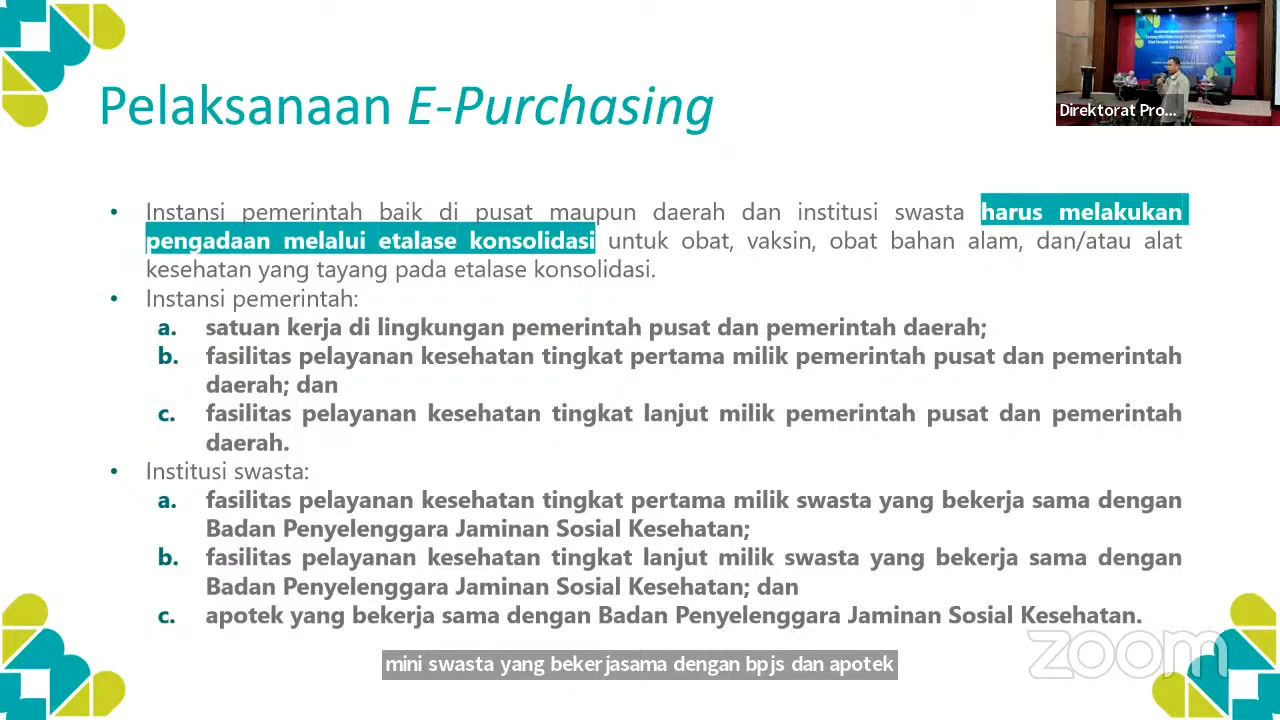 Pelaksanaan E-Purchasing
Direktorat Pro...
• Instansi pemerintah baik di pusat maupun daerah dan institusi swasta harus melakukan
pengadaan melalui etalase konsolidasi untuk obat, vaksin, obat bahan alam, dan/atau alat
kesehatan yang tayang pada etalase konsolidasi.
• Instansi pemerintah:
a. satuan kerja di lingkungan pemerintah pusat dan pemerintah daerah;
b. fasilitas pelayanan kesehatan tingkat pertama milik pemerintah pusat dan pemerintah
daerah; dan
c. fasilitas pelayanan kesehatan tingkat lanjut milik pemerintah pusat dan pemerintah
daerah.
• Institusi swasta:
a. fasilitas pelayanan kesehatan tingkat pertama milik swasta yang bekerja sama dengan
Badan Penyelenggara Jaminan Sosial Kesehatan;
b. fasilitas pelayanan kesehatan tingkat lanjut milik swasta yang bekerja sama dengan
Badan Penyelenggara Jaminan Sosial Kesehatan; dan
c. apotek yang bekerja sama dengan Badan Penyelenggara Jaminan Sosial Kesehatan.
zoom
mini swasta yang bekerjasama dengan bpjs dan apotek